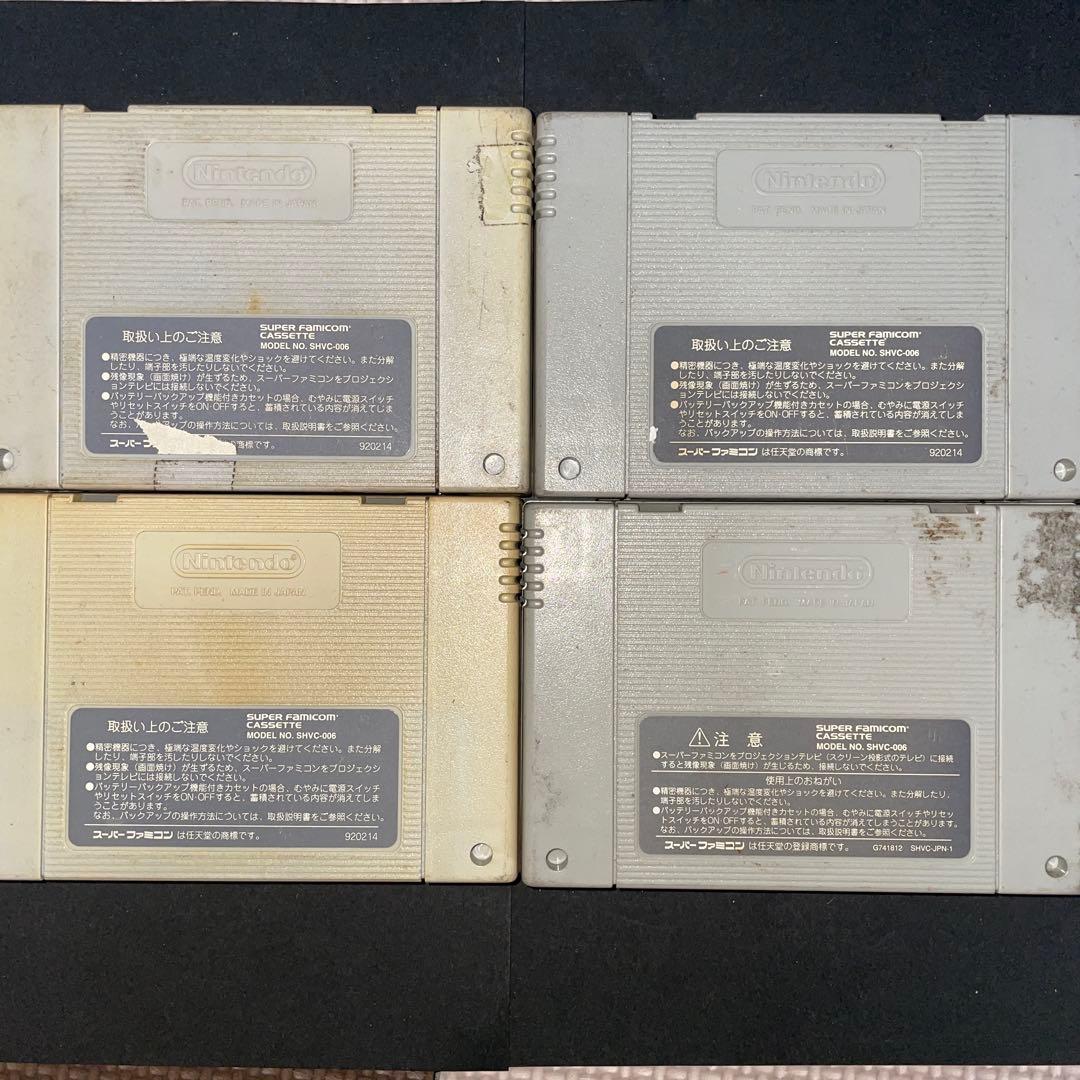 Nintendo
PAT. PEND. MADE IN JAPAN
取扱い上のご注意
SUPER FAMICOM
CASSETTE
MODEL NO. SHVC-006
●精密機器につき、極端な温度変化やショックを避けてください。また分解
したり、端子部を汚したりしないでください。
●残像現象（画面焼け）が生ずるため、スーパーファミコンをプロジェクシ
ョンテレビには接続しないでください。
●バッテリーバックアップ機能付きカセットの場合、むやみに電源スイッチ
やリセットスイッチをON・OFFすると、蓄積されている内容が消えてしま
うことがあります。
なお、バックアップの操作方法については、取扱説明書をご参照ください。
スーパーファ
の商標です。
920214
Nintendo
PAT. PEND. MADE IN JAPAN
取扱い上のご注意
SUPER FAMICOM
CASSETTE
MODEL NO. SHVC-006
●精密機器につき、極端な温度変化やショックを避けてください。また分解
したり、端子部を汚したりしないでください。
●残像現象（画面焼け）が生ずるため、スーパーファミコンをプロジェクシ
ョンテレビには接続しないでください。
●バッテリーバックアップ機能付きカセットの場合、むやみに電源スイッチ
やリセットスイッチをON・OFFすると、蓄積されている内容が消えてしま
うことがあります。
なお、バックアップの操作方法については、取扱説明書をご参照ください。
スーパーファミコンは任天堂の商標です。
920214
Nintendo
PAT. PEND. MADE IN JAPAN
取扱い上のご注意
SUPER FAMICOM
CASSETTE
MODEL NO. SHVC-006
●精密機器につき、極端な温度変化やショックを避けてください。また分解
したり、端子部を汚したりしないでください。
●残像現象（画面焼け）が生ずるため、スーパーファミコンをプロジェクシ
ョンテレビには接続しないでください。
●バッテリーバックアップ機能付きカセットの場合、むやみに電源スイッチ
やリセットスイッチをON・OFFすると、蓄積されている内容が消えてしま
うことがあります。
なお、バックアップの操作方法については、取扱説明書をご参照ください。
スーパーファミコンは任天堂の商標です。
920214
Nintendo
PAT. PEND. MADE IN JAPAN
注意
SUPER FAMICOM
CASSETTE
MODEL NO. SHVC-006
●スーパーファミコンをプロジェクションテレビ（スクリーン投影式のテレビ）に接続
すると残像現象（画面焼け）が生じるため、接続しないでください。
使用上のおねがい
●精密機器につき、極端な温度変化やショックを避けてください。また分解したり、
端子部を汚したりしないでください。
●バッテリーバックアップ機能付きカセットの場合、むやみに電源スイッチやリセッ
トスイッチをON・OFFすると、蓄積されている内容が消えてしまうことがあります。
なお、バックアップの操作方法については、取扱説明書をご参照ください。
スーパーファミコンは任天堂の登録商標です。
G741812 SHVC-JPN-1